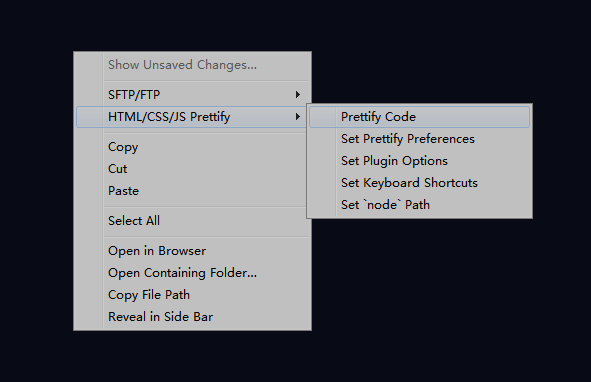 Show Unsaved Changes...
SFTP/FTP
HTML/CSS/JS Prettify
Copy
Cut
Paste
Select All
Open in Browser
Open Containing Folder...
Copy File Path
Reveal in Side Bar
Prettify Code
Set Prettify Preferences
Set Plugin Options
Set Keyboard Shortcuts
Set `node` Path